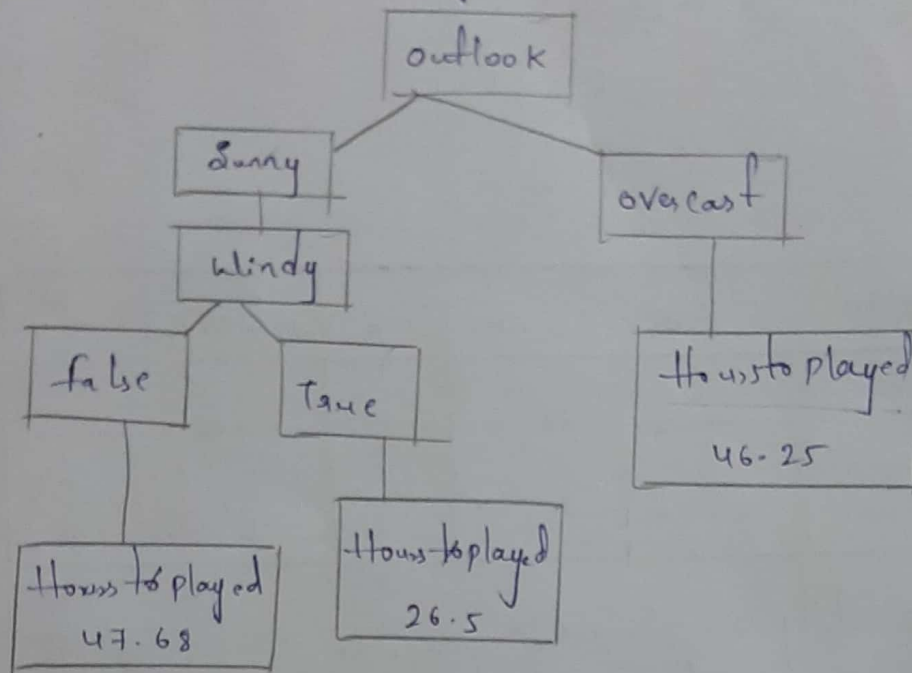 outlook
Sunny
overcast
Windy
false
True
Hours to played
46.25
Hours to played
26.5
Hours to played
47.68